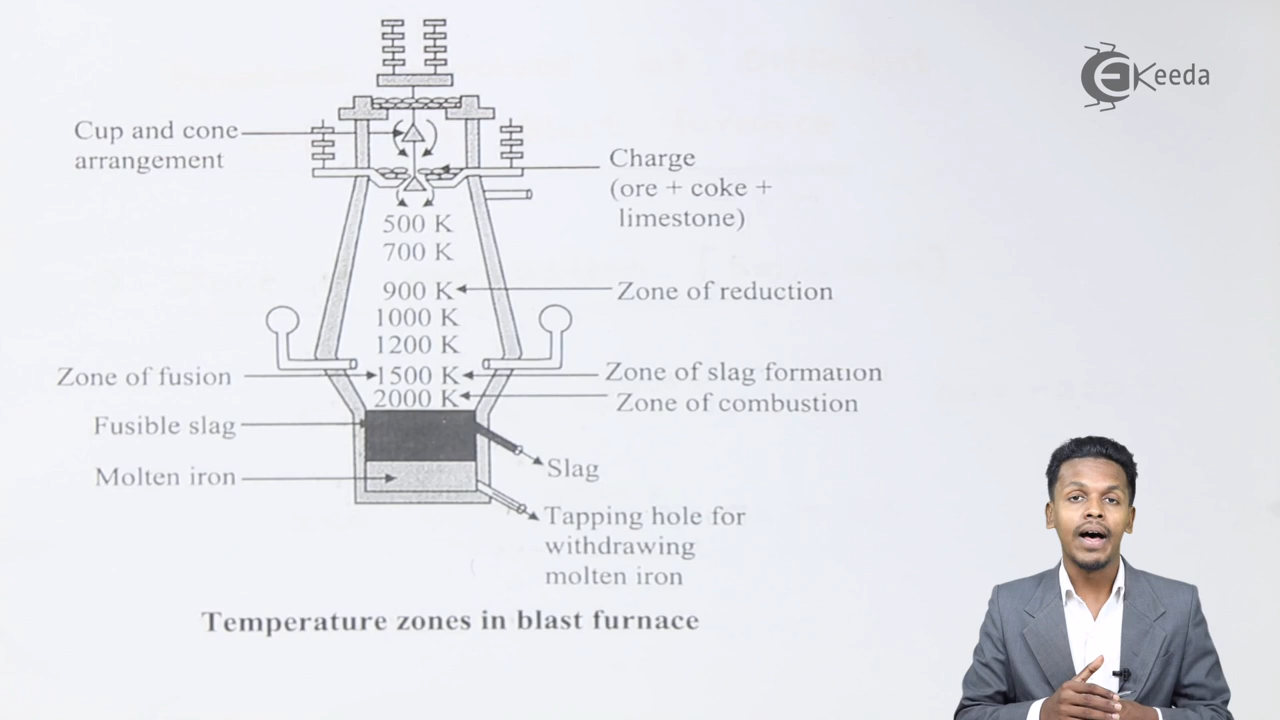 Keeda
Cup and cone
arrangement
Charge
(ore + coke +
limestone)
500 K
700 K
900 K
Zone of reduction
1000 K
1200 K
Zone of fusion
1500 K
Zone of slag formation
2000 K
Zone of combustion
Fusible slag
Slag
Molten iron
Tapping hole for
withdrawing
molten iron
Temperature zones in blast furnace